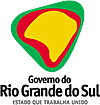 Governo do
Rio Grande do Sul
ESTADO QUE TRABALHA UNIDO